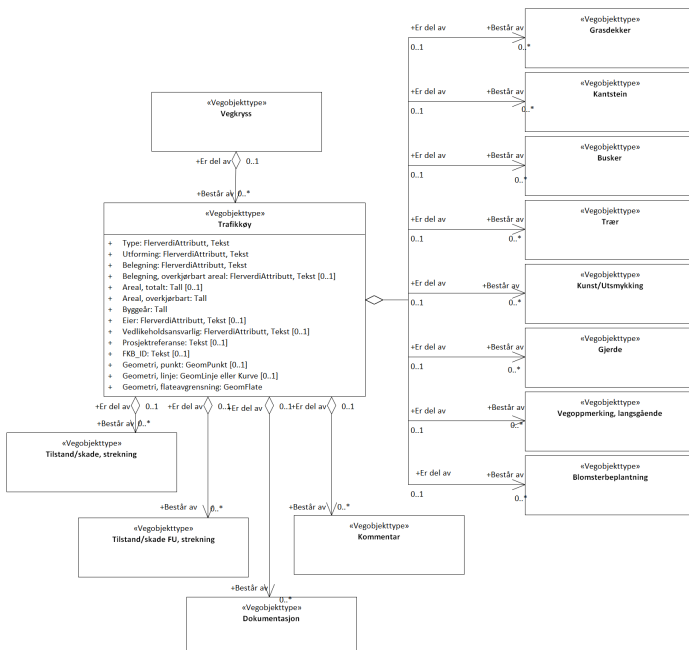 «Vegobjekttype»
Vegkryss
+Er del av 0..1
+Består av 0..*
«Vegobjekttype»
Trafikkøy
+ Type: FlerverdiAttributt, Tekst
+ Utforming: FlerverdiAttributt, Tekst
+ Belegning: FlerverdiAttributt, Tekst
+ Belegning, overkjørbart areal: FlerverdiAttributt, Tekst [0..1]
+ Areal, totalt: Tall [0..1]
+ Areal, overkjørbart: Tall
+ Byggeår: Tall
+ Eier: FlerverdiAttributt, Tekst [0..1]
+ Vedlikeholdsansvarlig: FlerverdiAttributt, Tekst [0..1]
+ Prosjektreferanse: Tekst [0..1]
+ FKB_ID: Tekst [0..1]
+ Geometri, punkt: GeomPunkt [0..1]
+ Geometri, linje: GeomLinje eller Kurve [0..1]
+ Geometri, flateavgrensning: GeomFlate
+Er del av 0..1 +Er del av 0..1 +Er del av 0..1 +Er del av 0..1
+Består av 0..*
«Vegobjekttype»
Tilstand/skade, strekning
+Består av 0..*
«Vegobjekttype»
Tilstand/skade FU, strekning
+Består av 0..*
«Vegobjekttype»
Kommentar
+Består av
0..*
«Vegobjekttype»
Dokumentasjon
+Er del av +Består av
0..1 0..*
«Vegobjekttype»
Grasdekker
+Er del av +Består av
0..1 0..*
«Vegobjekttype»
Kantstein
+Er del av +Består av
0..1 0..*
«Vegobjekttype»
Busker
+Er del av +Består av
0..1 0..*
«Vegobjekttype»
Trær
+Er del av +Består av
0..1 0..*
«Vegobjekttype»
Kunst/Utsmykking
+Er del av +Består av
0..1 0..*
«Vegobjekttype»
Gjerde
+Er del av +Består av
0..1 0..*
«Vegobjekttype»
Vegoppmerking, langsgående
+Er del av +Består av
0..1 0..*
«Vegobjekttype»
Blomsterbeplantning